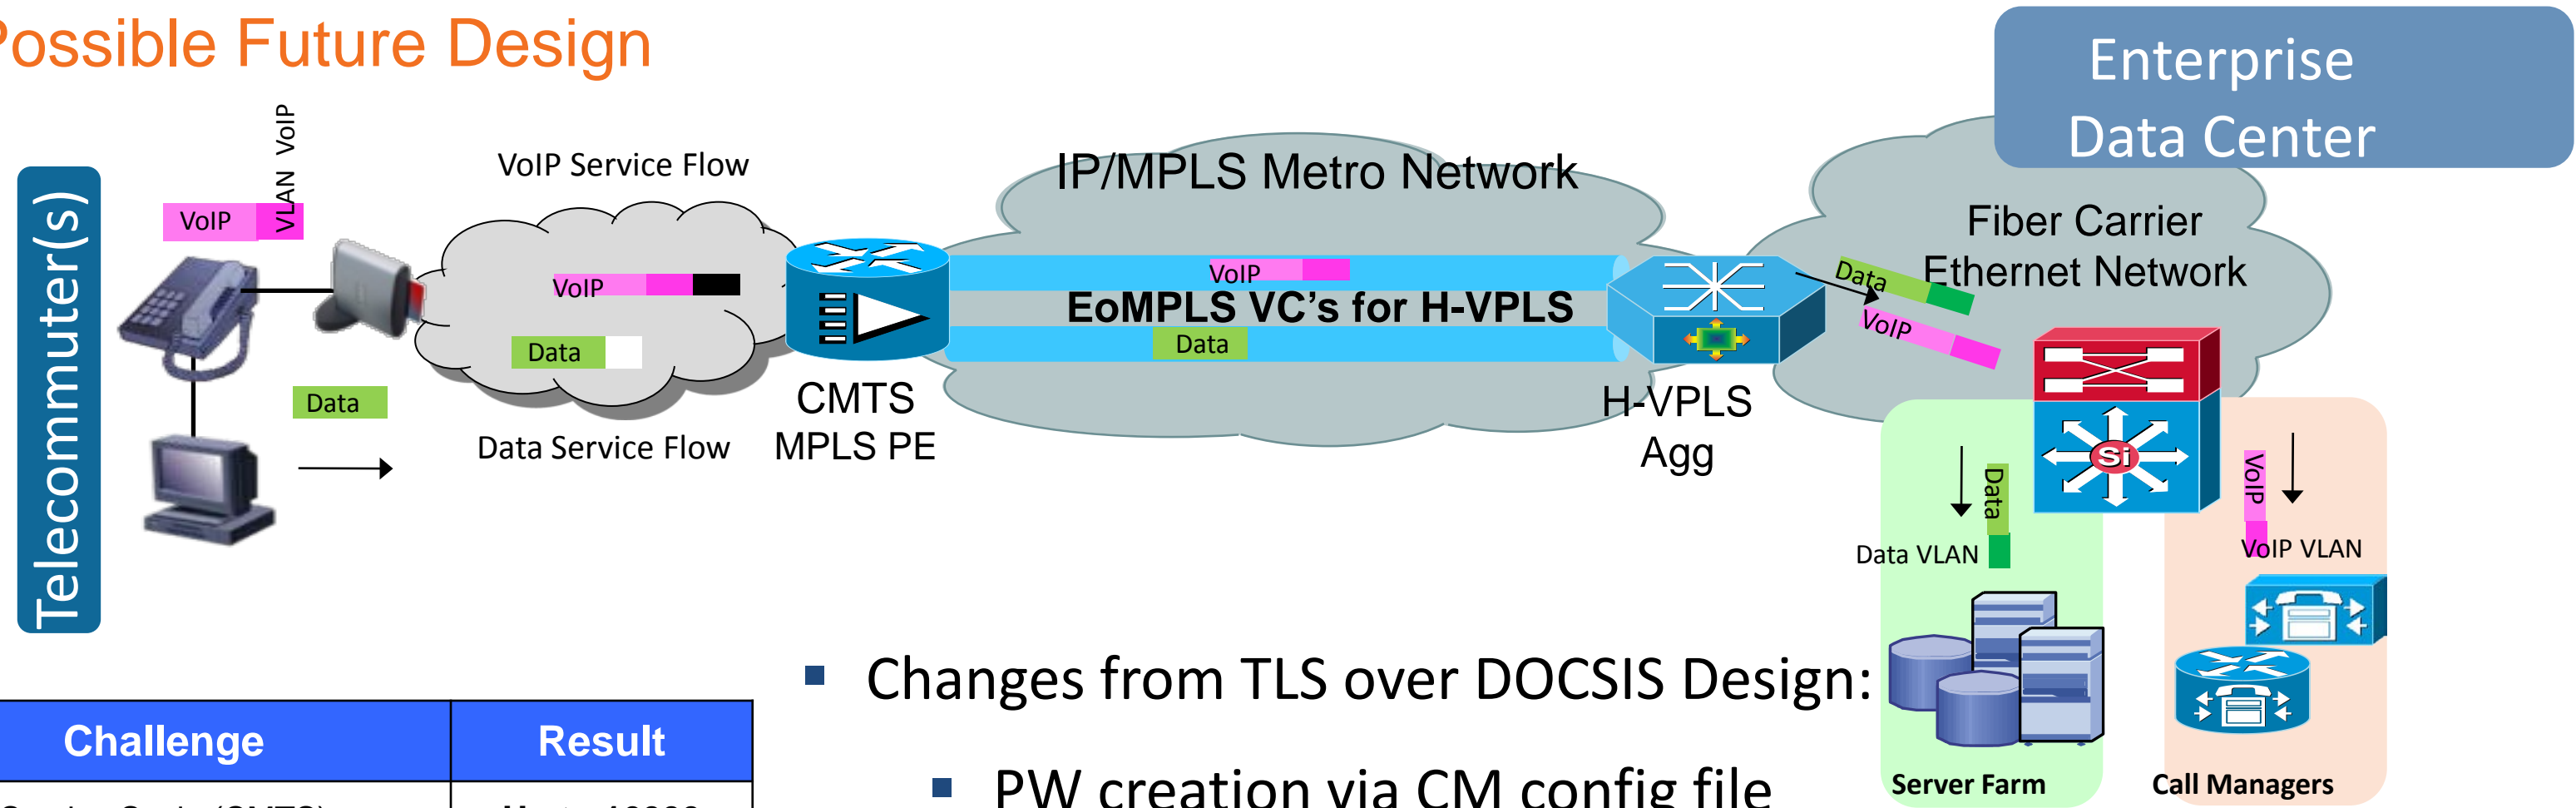 Possible Future Design
Enterprise
Data Center
Telecommuter(s)
VoIP
VLAN VoIP
VoIP Service Flow
VoIP
Data
Data
Data Service Flow
CMTS
MPLS PE
IP/MPLS Metro Network
VoIP
EoMPLS VC's for H-VPLS
Data
H-VPLS
Agg
Fiber Carrier
Ethernet Network
Data
VoIP
Si
Data
Data VLAN
VoIP
VoIP VLAN
Server Farm
Call Managers
Challenge
Result
(CMTS)
▪ Changes from TLS over DOCSIS Design:
▪ PW creation via CM config file